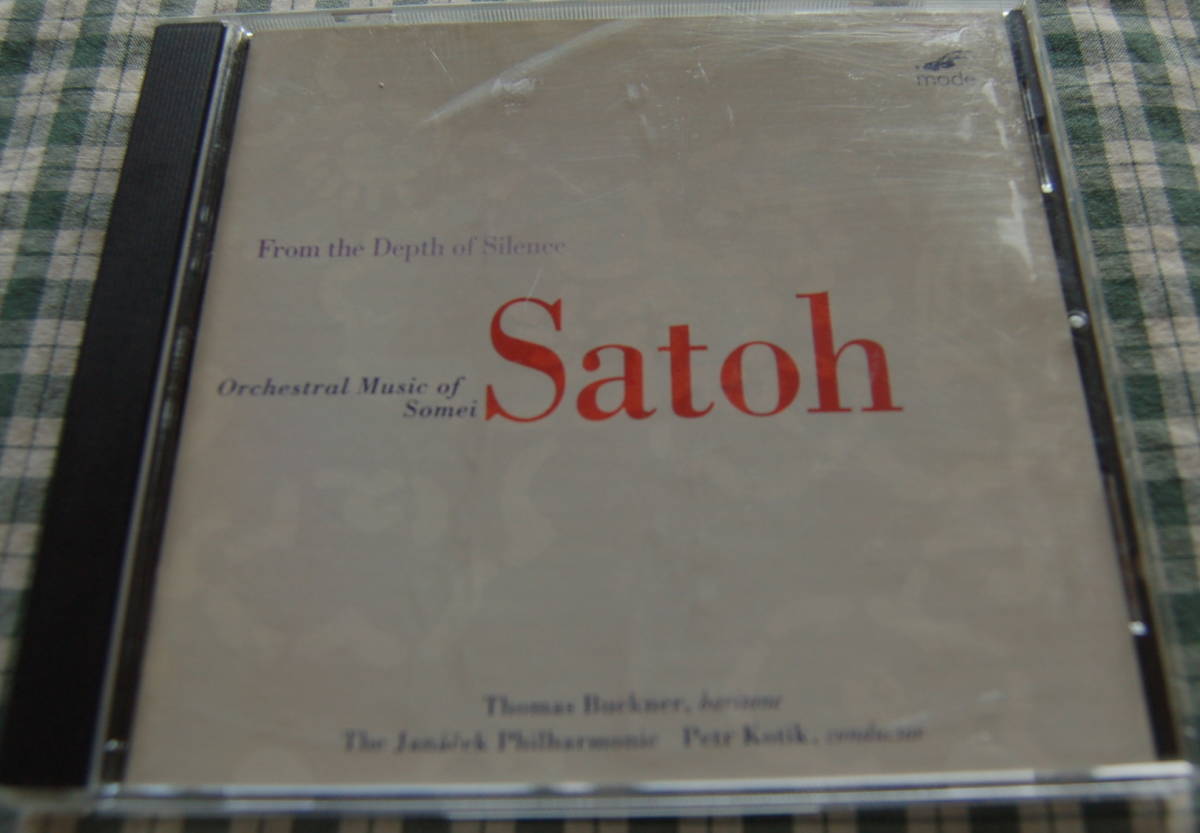 mode
From the Depth of Silence
Orchestral Music of
Somei Satoh
Thomas Buckner, baritone
The Janáček Philharmonic Petr Kotik, conductor